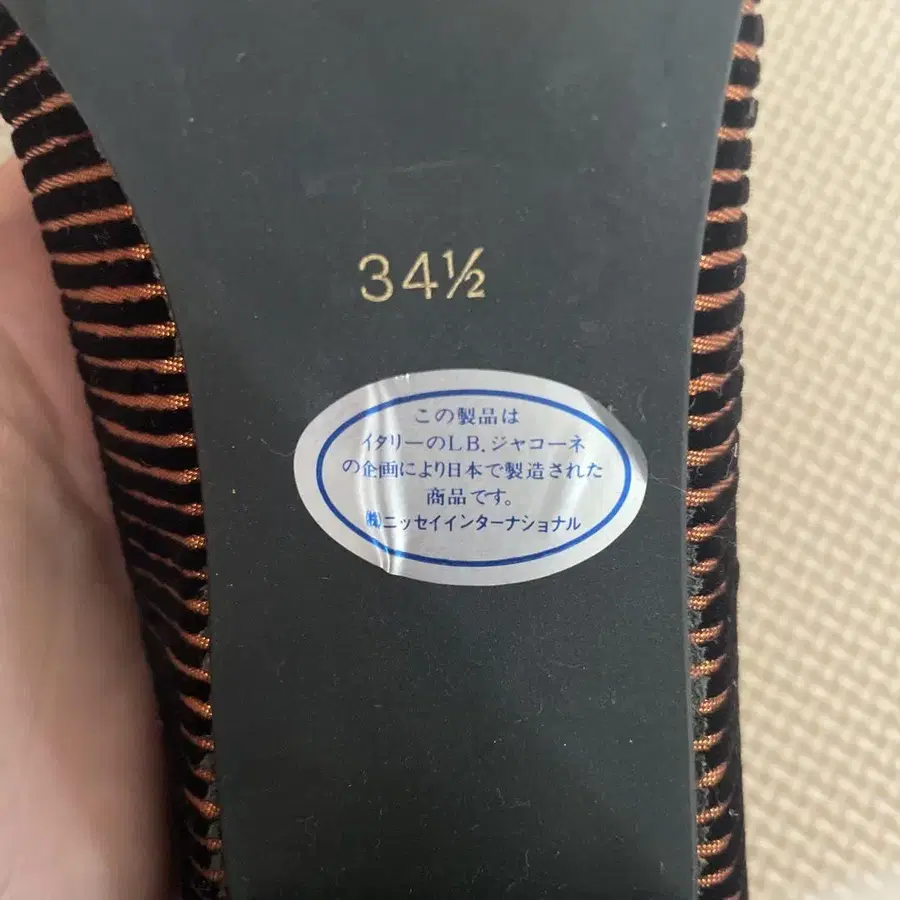 34½
この製品は
イタリーのLB.ジャコーネ
の企画により日本で製造された
商品です。
㈱ニッセイインターナショナル